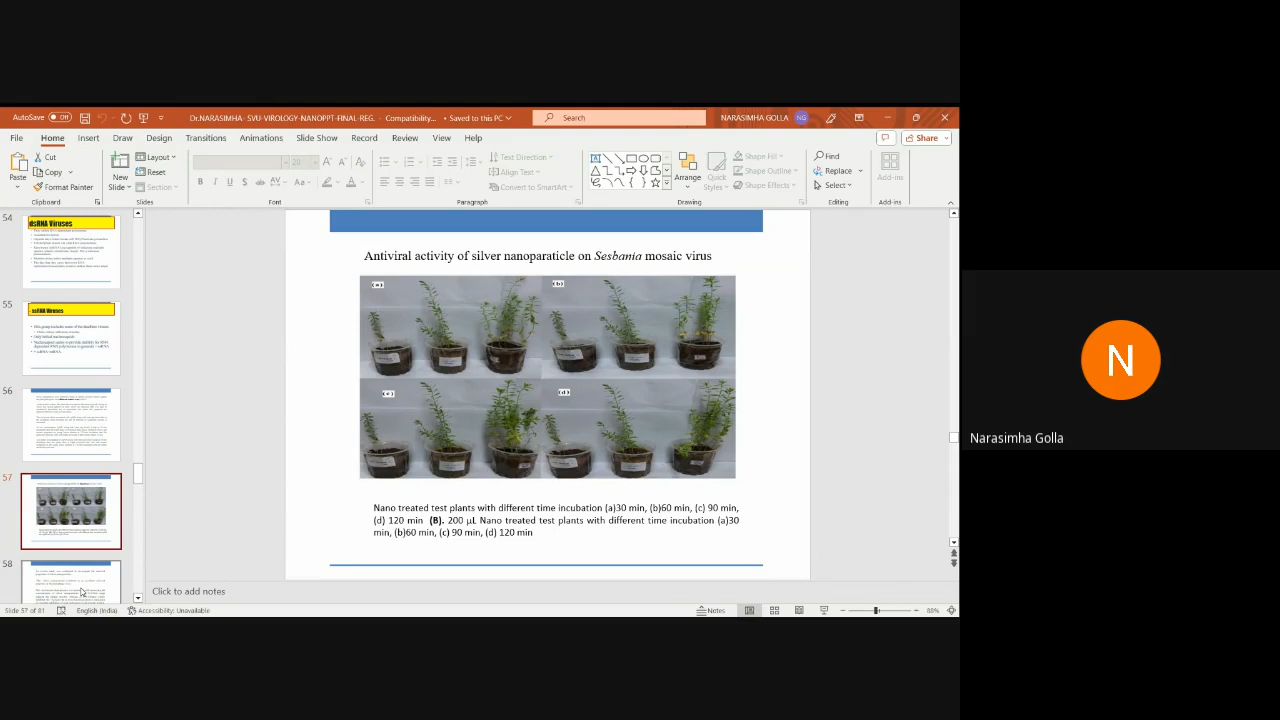 AutoSave Off
Dr.NARASIMHA- SVU-VIROLOGY-NANOPPT-FINAL-REG. - Compatibility... • Saved to this PC
Search
NARASIMHA GOLLA NG
File Home Insert Draw Design Transitions Animations Slide Show Record Review View Help
Share
Paste
Cut
Copy
Format Painter
Clipboard
New
Slide
Layout
Reset
Section
Slides
20
Font
Text Direction
Align Text
Convert to SmartArt
Paragraph
Arrange
Quick
Styles
Shape Fill
Shape Outline
Shape Effects
Drawing
Find
Replace
Select
Editing
Add-ins
Add-ins
54
dsRNA Viruses
55
ssRNA Viruses
56
57
58
Antiviral activity of silver nanoparaticle on Sesbania mosaic virus
(a)
(b)
(c)
(d)
Nano treated test plants with different time incubation (a)30 min, (b)60 min, (c) 90 min,
(d) 120 min (B). 200 µL Nano treated test plants with different time incubation (a)30
min, (b)60 min, (c) 90 min, (d) 120 min
Click to add notes
Slide 57 of 81
English (India)
Accessibility: Unavailable
Notes
88%
N
Narasimha Golla